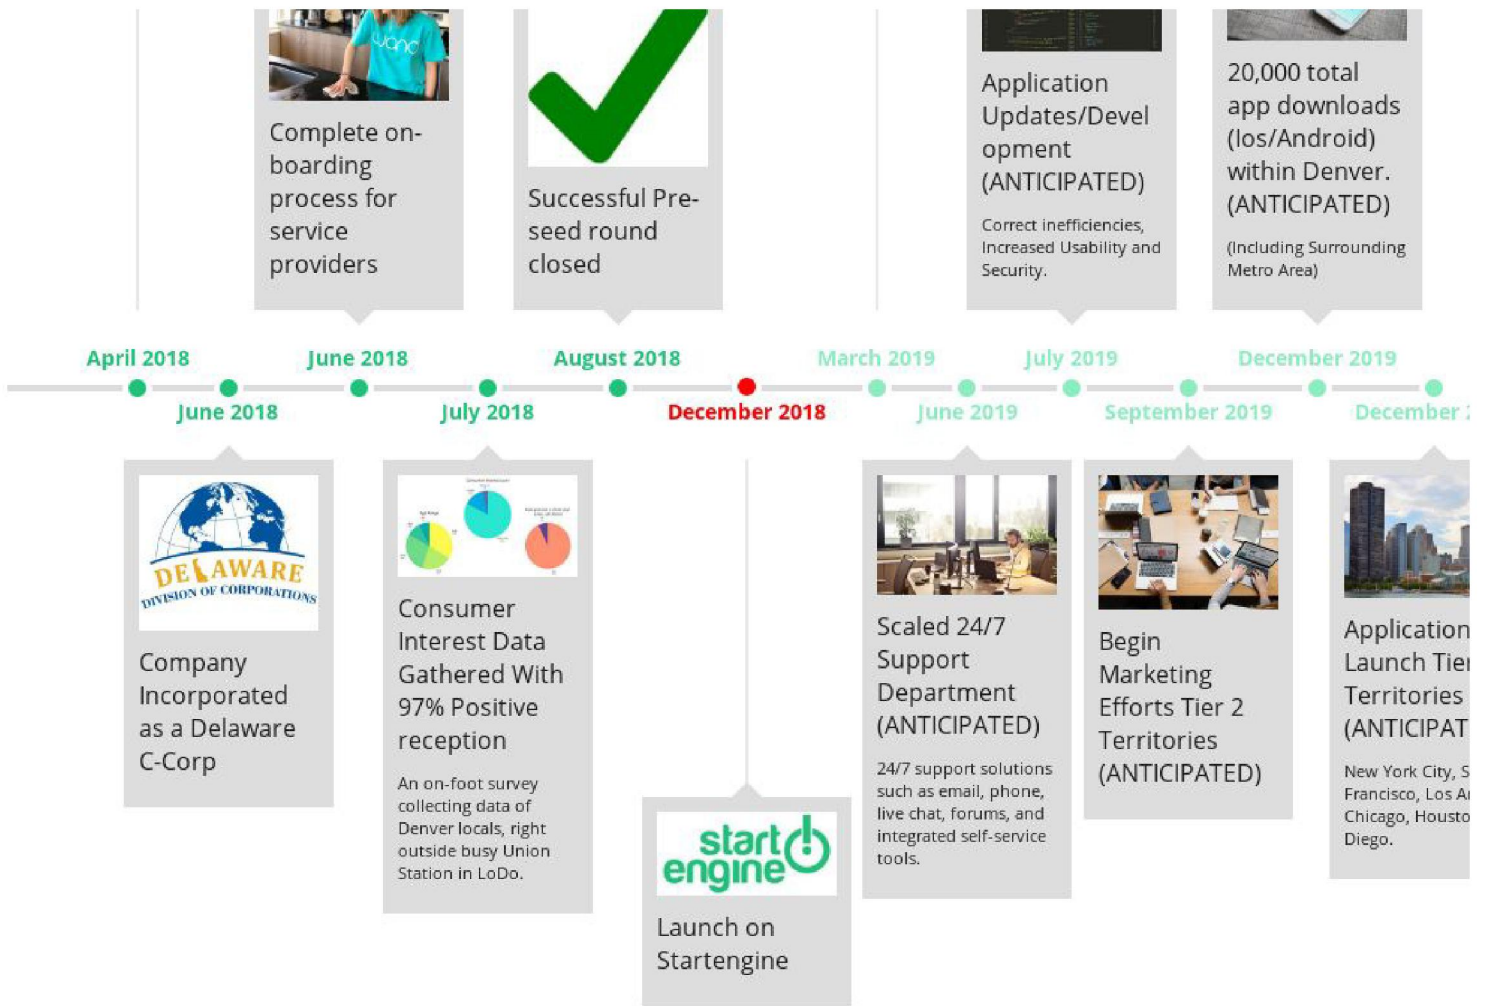 Complete on-
boarding
process for
service
providers
Successful Pre-
seed round
closed
Application
Updates/Devel
opment
(ANTICIPATED)
Correct inefficiencies,
Increased Usability and
Security.
20,000 total
app downloads
(Ios/Android)
within Denver.
(ANTICIPATED)
(Including Surrounding
Metro Area)
April 2018
June 2018
August 2018
March 2019
July 2019
December 2019
June 2018
July 2018
December 2018
June 2019
September 2019
December
DELAWARE
DIVISION OF CORPORATIONS
Company
Incorporated
as a Delaware
C-Corp
Consumer
Interest Data
Gathered With
97% Positive
reception
An on-foot survey
collecting data of
Denver locals, right
outside busy Union
Station in LoDo.
start
engine
Launch on
Startengine
Scaled 24/7
Support
Department
(ANTICIPATED)
24/7 support solutions
such as email, phone,
live chat, forums, and
integrated self-service
tools.
Begin
Marketing
Efforts Tier 2
Territories
(ANTICIPATED)
Application
Launch Tier
Territories
(ANTICIPAT
New York City, S
Francisco, Los A
Chicago, Housto
Diego.